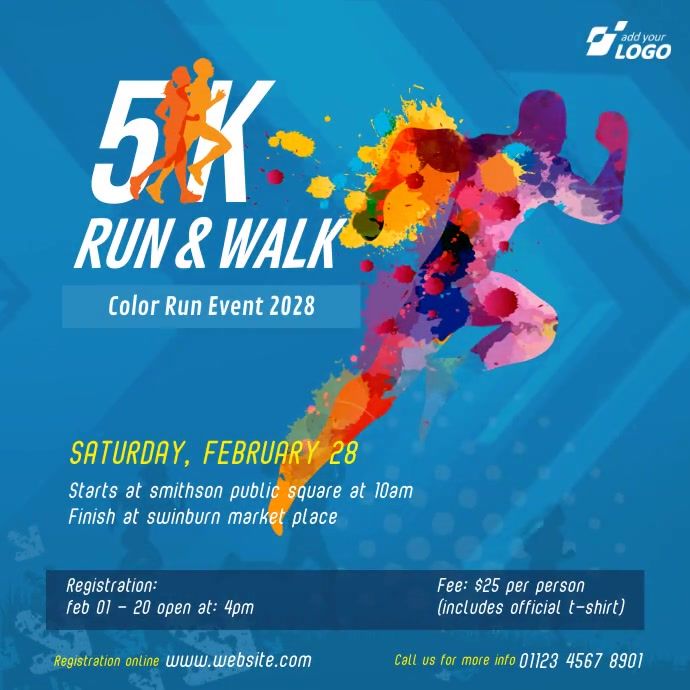 add your
LOGO
5K
RUN & WALK
Color Run Event 2028
SATURDAY, FEBRUARY 28
Starts at smithson public square at 10am
Finish at swinburn market place
Registration:
feb 01 - 20 open at: 4pm
Fee: $25 per person
(includes official t-shirt)
Registration online www.website.com
Call us for more info 01123 4567 8901